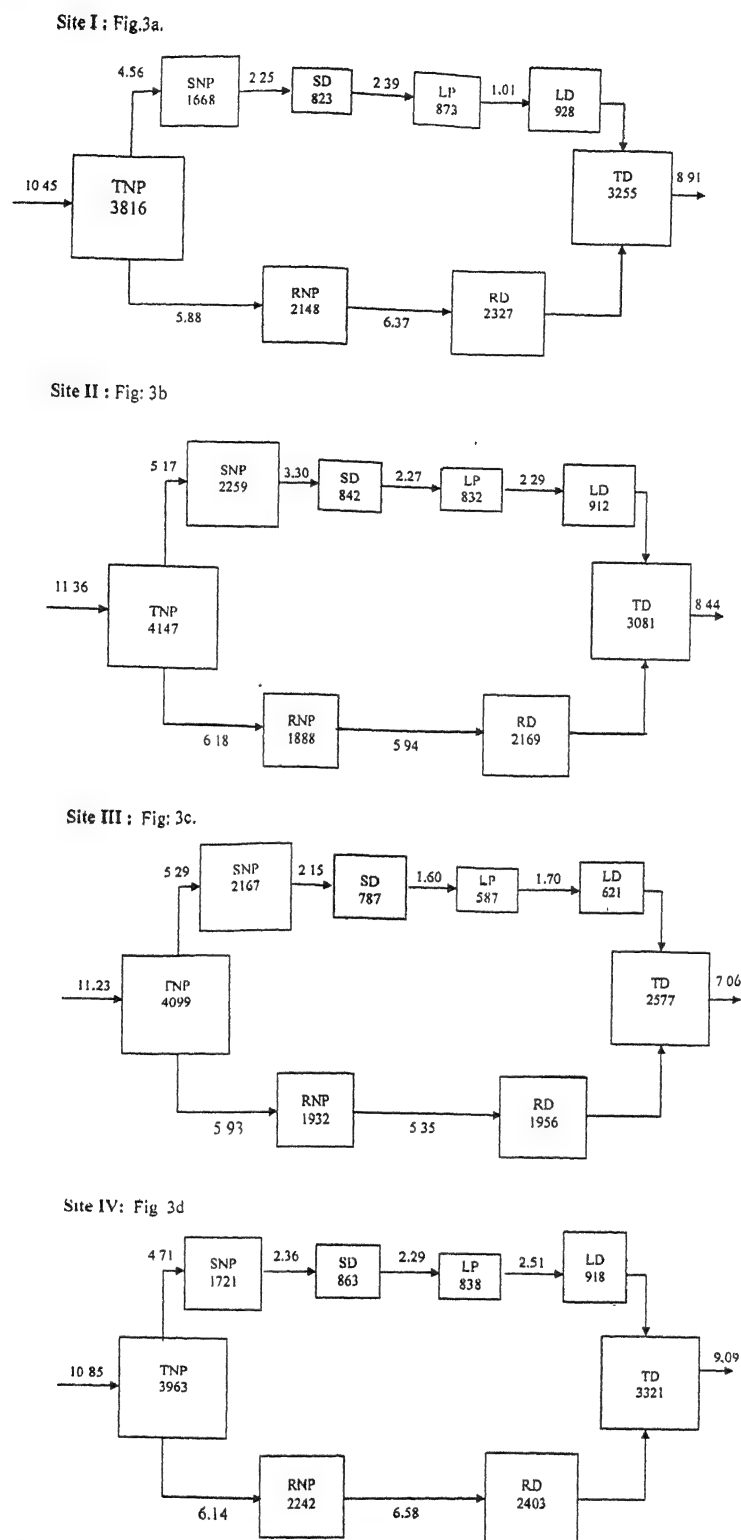 Site I : Fig.3a.
4.56
SNP
1668
2 25
SD
823
2 39
LP
873
1.01
LD
928
10 45
TNP
3816
TD
3255
8 91
5.88
RNP
2148
6.37
RD
2327
Site II : Fig: 3b
5 17
SNP
2259
3.30
SD
842
2.27
LP
832
2 29
LD
912
11 36
TNP
4147
TD
3081
8 44
6 18
RNP
1888
5 94
RD
2169
Site III : Fig: 3c.
5 29
SNP
2167
2 15
SD
787
1.60
LP
587
1.70
LD
621
11.23
TNP
4099
TD
2577
7 06
5 93
RNP
1932
5 35
RD
1956
Site IV: Fig 3d
4 71
SNP
1721
2.36
SD
863
2.29
LP
838
2.51
LD
918
10 85
TNP
3963
TD
3321
9.09
6.14
RNP
2242
6.58
RD
2403